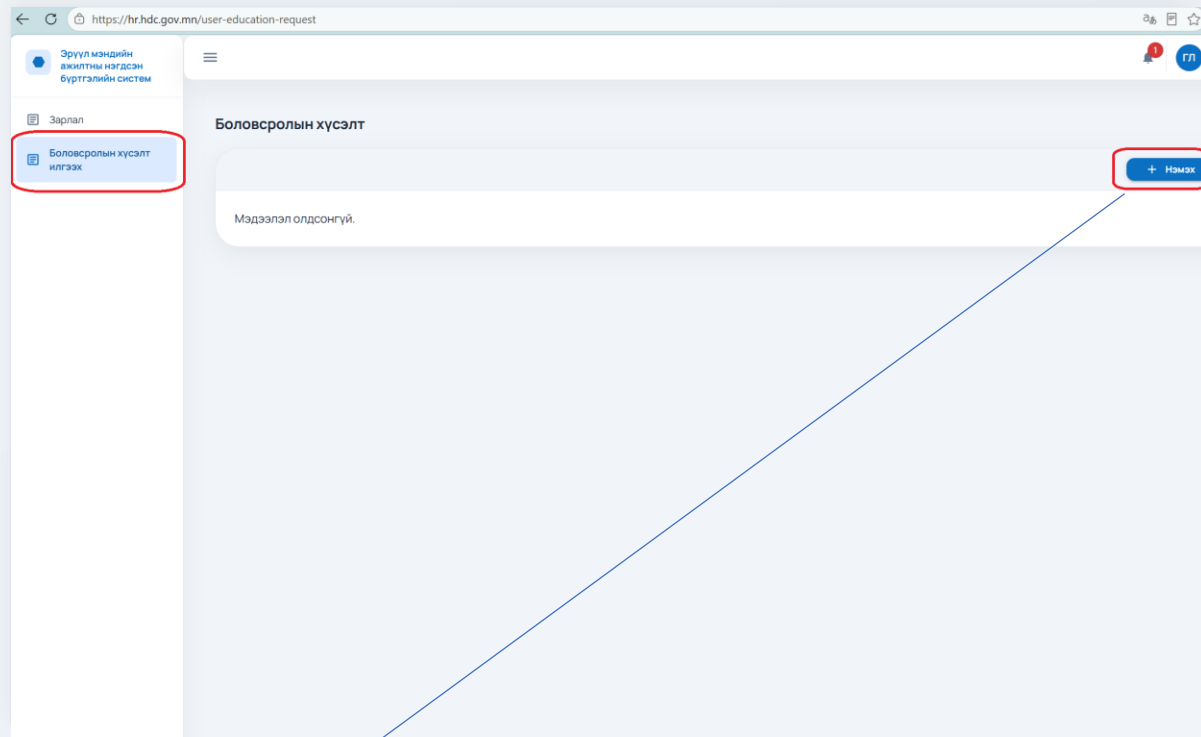 https://hr.hdc.gov.mn/user-education-request
Эрүүл мэндийн
ажилтны нэгдсэн
бүртгэлийн систем
1
ГЛ
Зарлал
Боловсролын хүсэлт
илгээх
Боловсролын хүсэлт
+ Нэмэх
Мэдээлэл олдсонгүй.